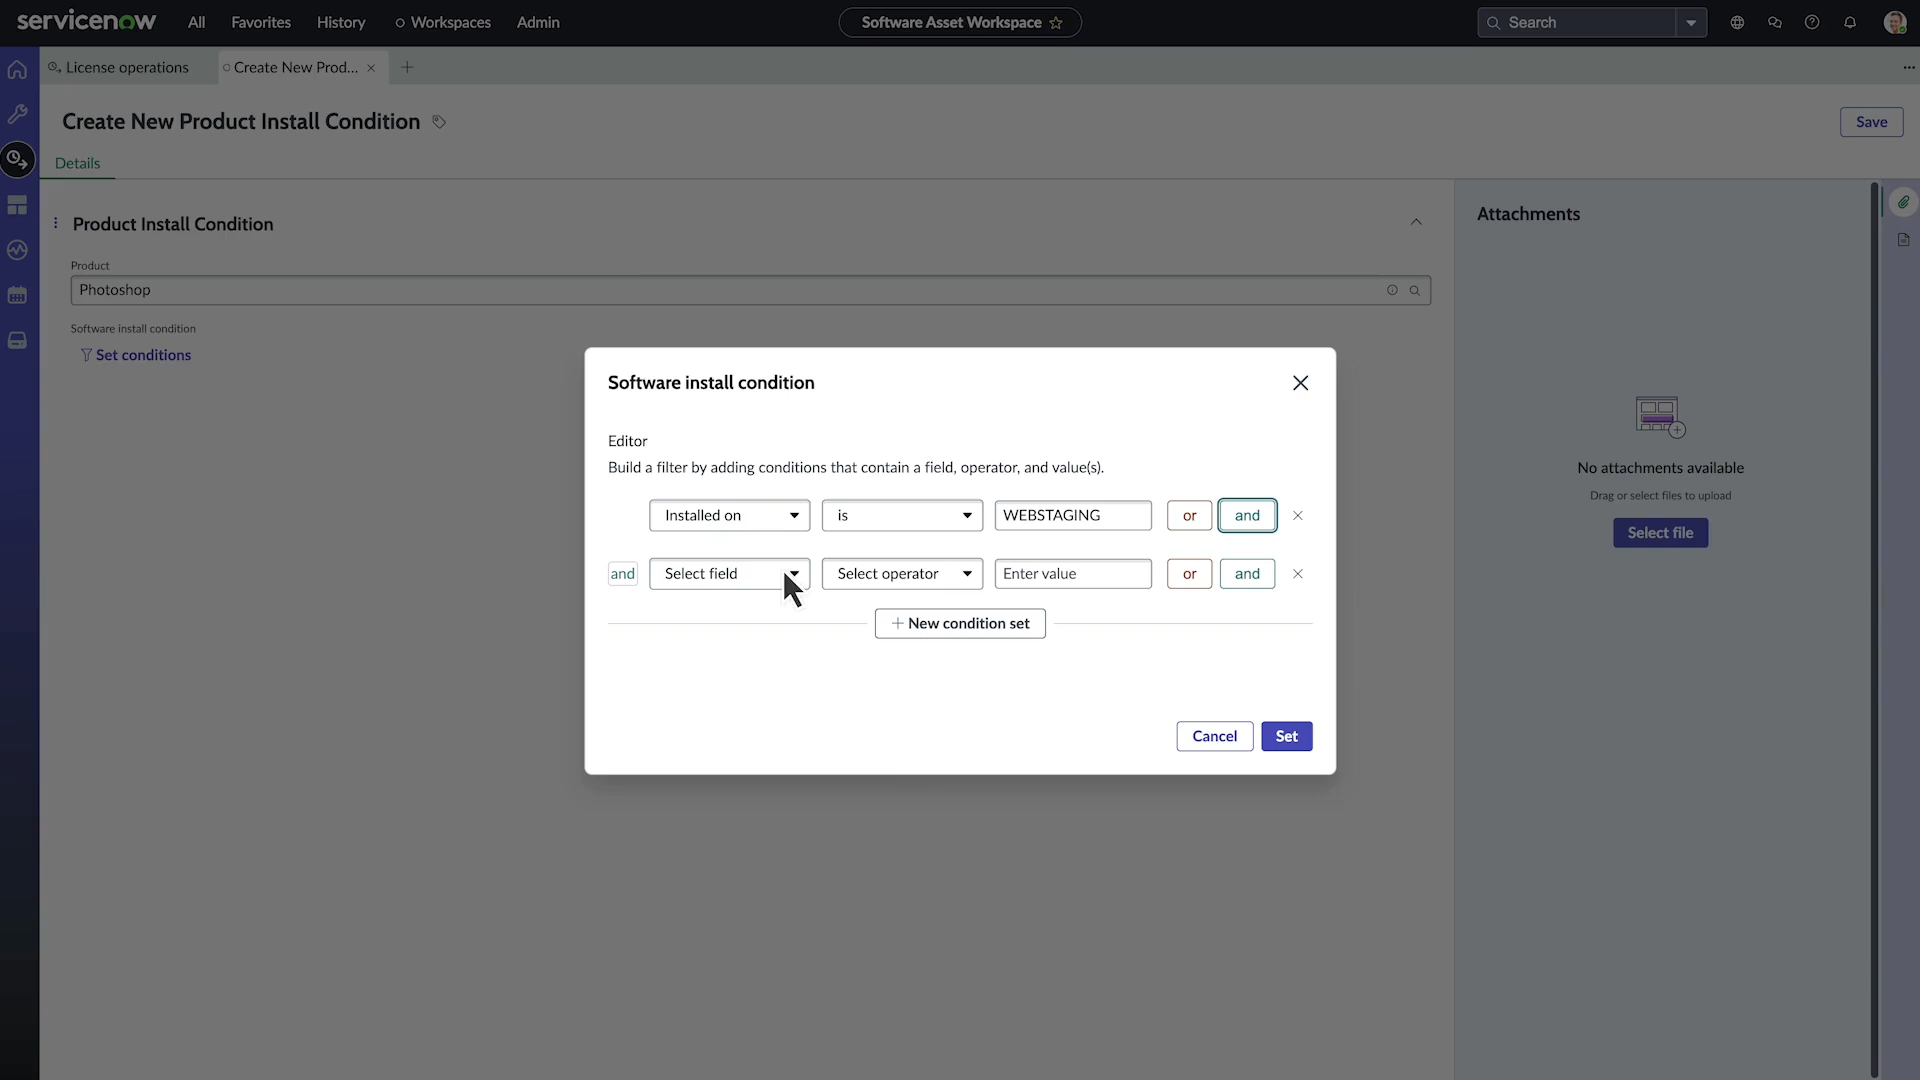 servicenow All Favorites History Workspaces Admin Software Asset Workspace Search
License operations Create New Prod...
Create New Product Install Condition Save
Details
Product Install Condition
Attachments
Product
Photoshop
Software install condition
Set conditions
Software install condition
Editor
Build a filter by adding conditions that contain a field, operator, and value(s).
Installed on is WEBSTAGING or and
and Select field Select operator Enter value or and
New condition set
Cancel Set
No attachments available
Drag or select files to upload
Select file